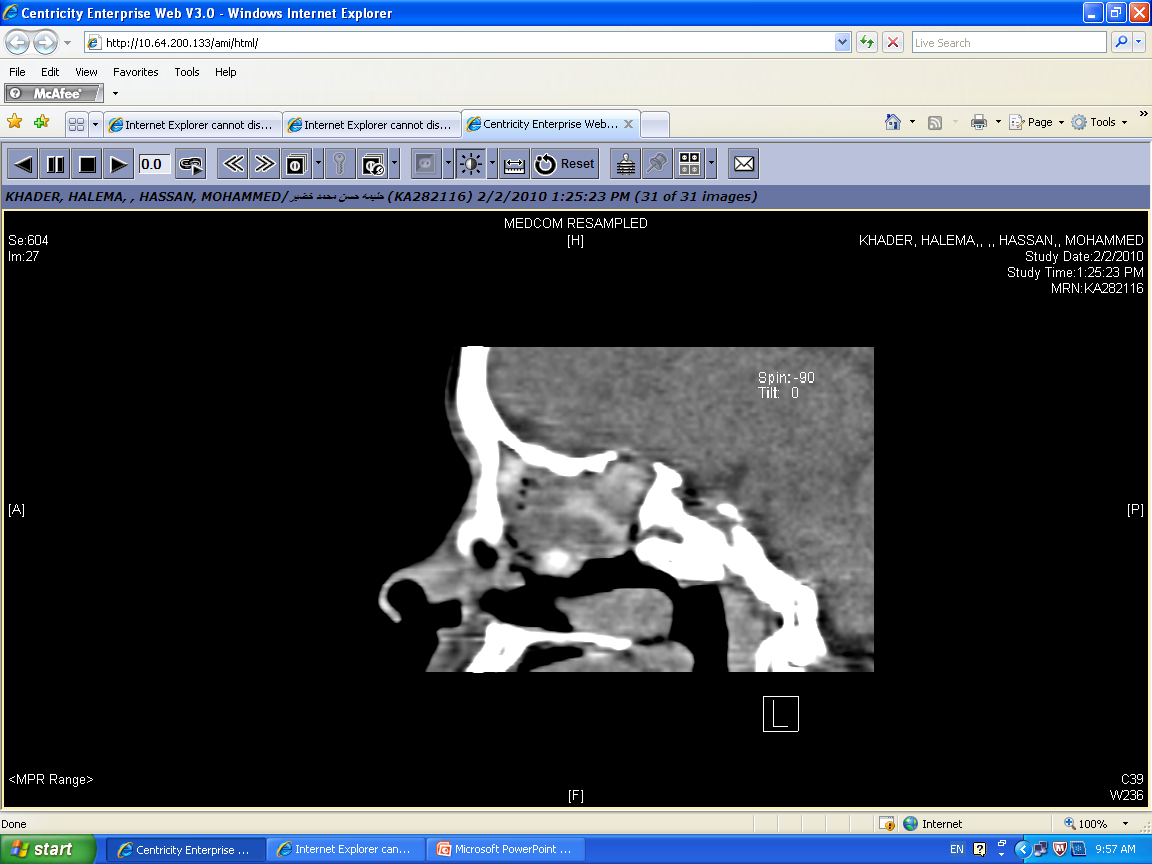 Centricity Enterprise Web V3.0 - Windows Internet Explorer
http://10.64.200.133/ami/html/
Live Search
File Edit View Favorites Tools Help
McAfee
Internet Explorer cannot dis... Internet Explorer cannot dis... Centricity Enterprise Web... Page Tools
0.0 Reset
KHADER, HALEMA, , HASSAN, MOHAMMED/حليمه حسن محمد خضير (KA282116) 2/2/2010 1:25:23 PM (31 of 31 images)
MEDCOM RESAMPLED
Se:604 [H] KHADER, HALEMA,, ,, HASSAN,, MOHAMMED
Im:27 Study Date:2/2/2010
Study Time:1:25:23 PM
MRN:KA282116
Spin:-90
Tilt: 0
[A] [P]
L
<MPR Range> C39
[F] W236
Done Internet 100%
start Centricity Enterprise ... Internet Explorer can... Microsoft PowerPoint ... EN 9:57 AM